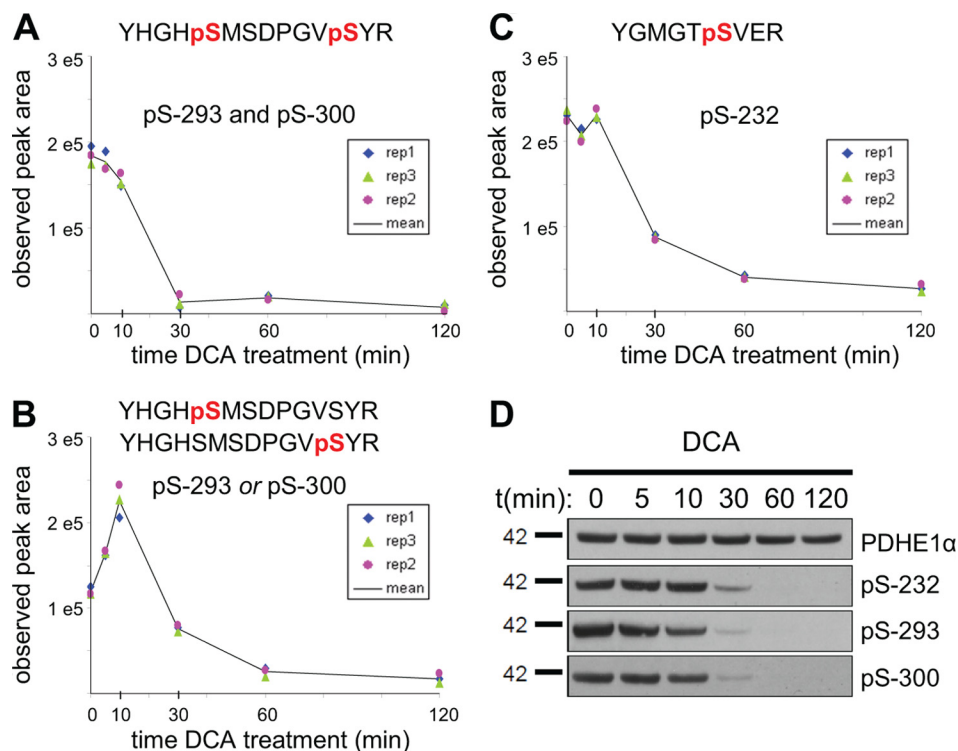 A
YHGHpSMSDPGVpSYR
3 e5
2 e5
1 e5
observed peak area
pS-293 and pS-300
rep1
rep3
rep2
mean
0 10 30 60 120
time DCA treatment (min)
B
YHGHpSMSDPGVSYR
YHGHSMSDPGVpSYR
3 e5
2 e5
1 e5
observed peak area
pS-293 or pS-300
rep1
rep3
rep2
mean
0 10 30 60 120
time DCA treatment (min)
C
YGMGTpSVER
3 e5
2 e5
1 e5
observed peak area
pS-232
rep1
rep3
rep2
mean
0 10 30 60 120
time DCA treatment (min)
D
DCA
t(min): 0 5 10 30 60 120
42 PDHE1α
42 pS-232
42 pS-293
42 pS-300